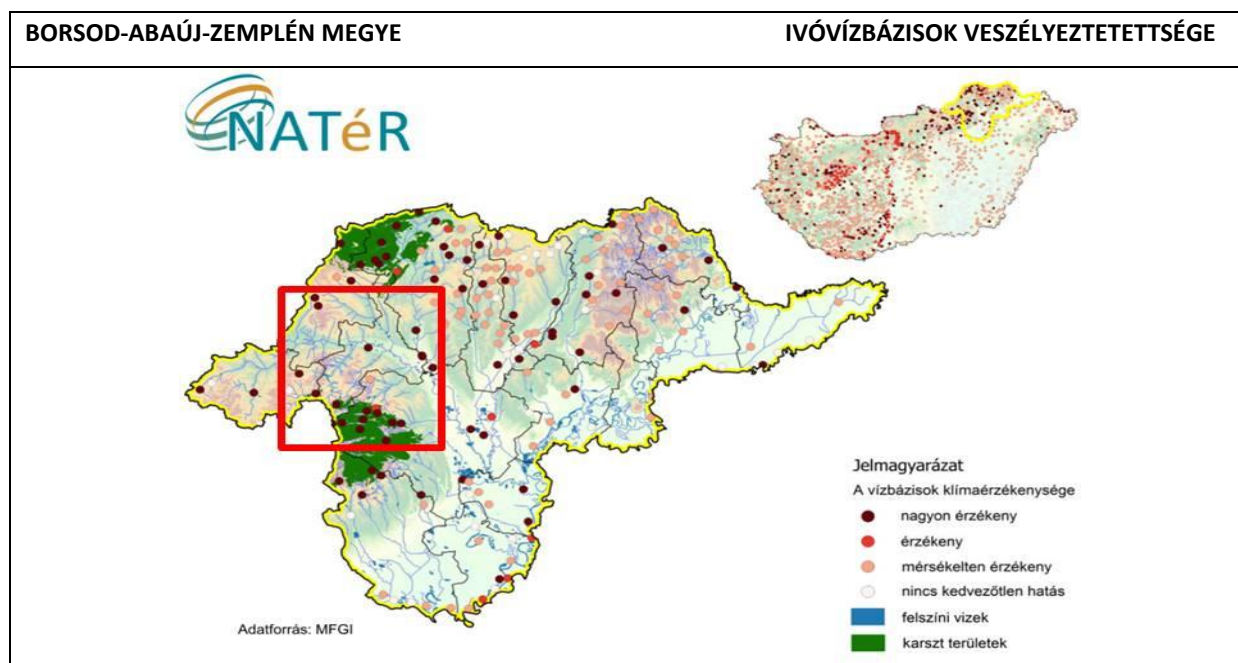 BORSOD-ABAÚJ-ZEMPLÉN MEGYE
IVÓVÍZBÁZISOK VESZÉLYEZTETETTSÉGE
NATéR
Jelmagyarázat
A vízbázisok klímaérzékenysége
nagyon érzékeny
érzékeny
mérsékelten érzékeny
nincs kedvezőtlen hatás
felszíni vizek
karszt területek
Adatforrás: MFGI